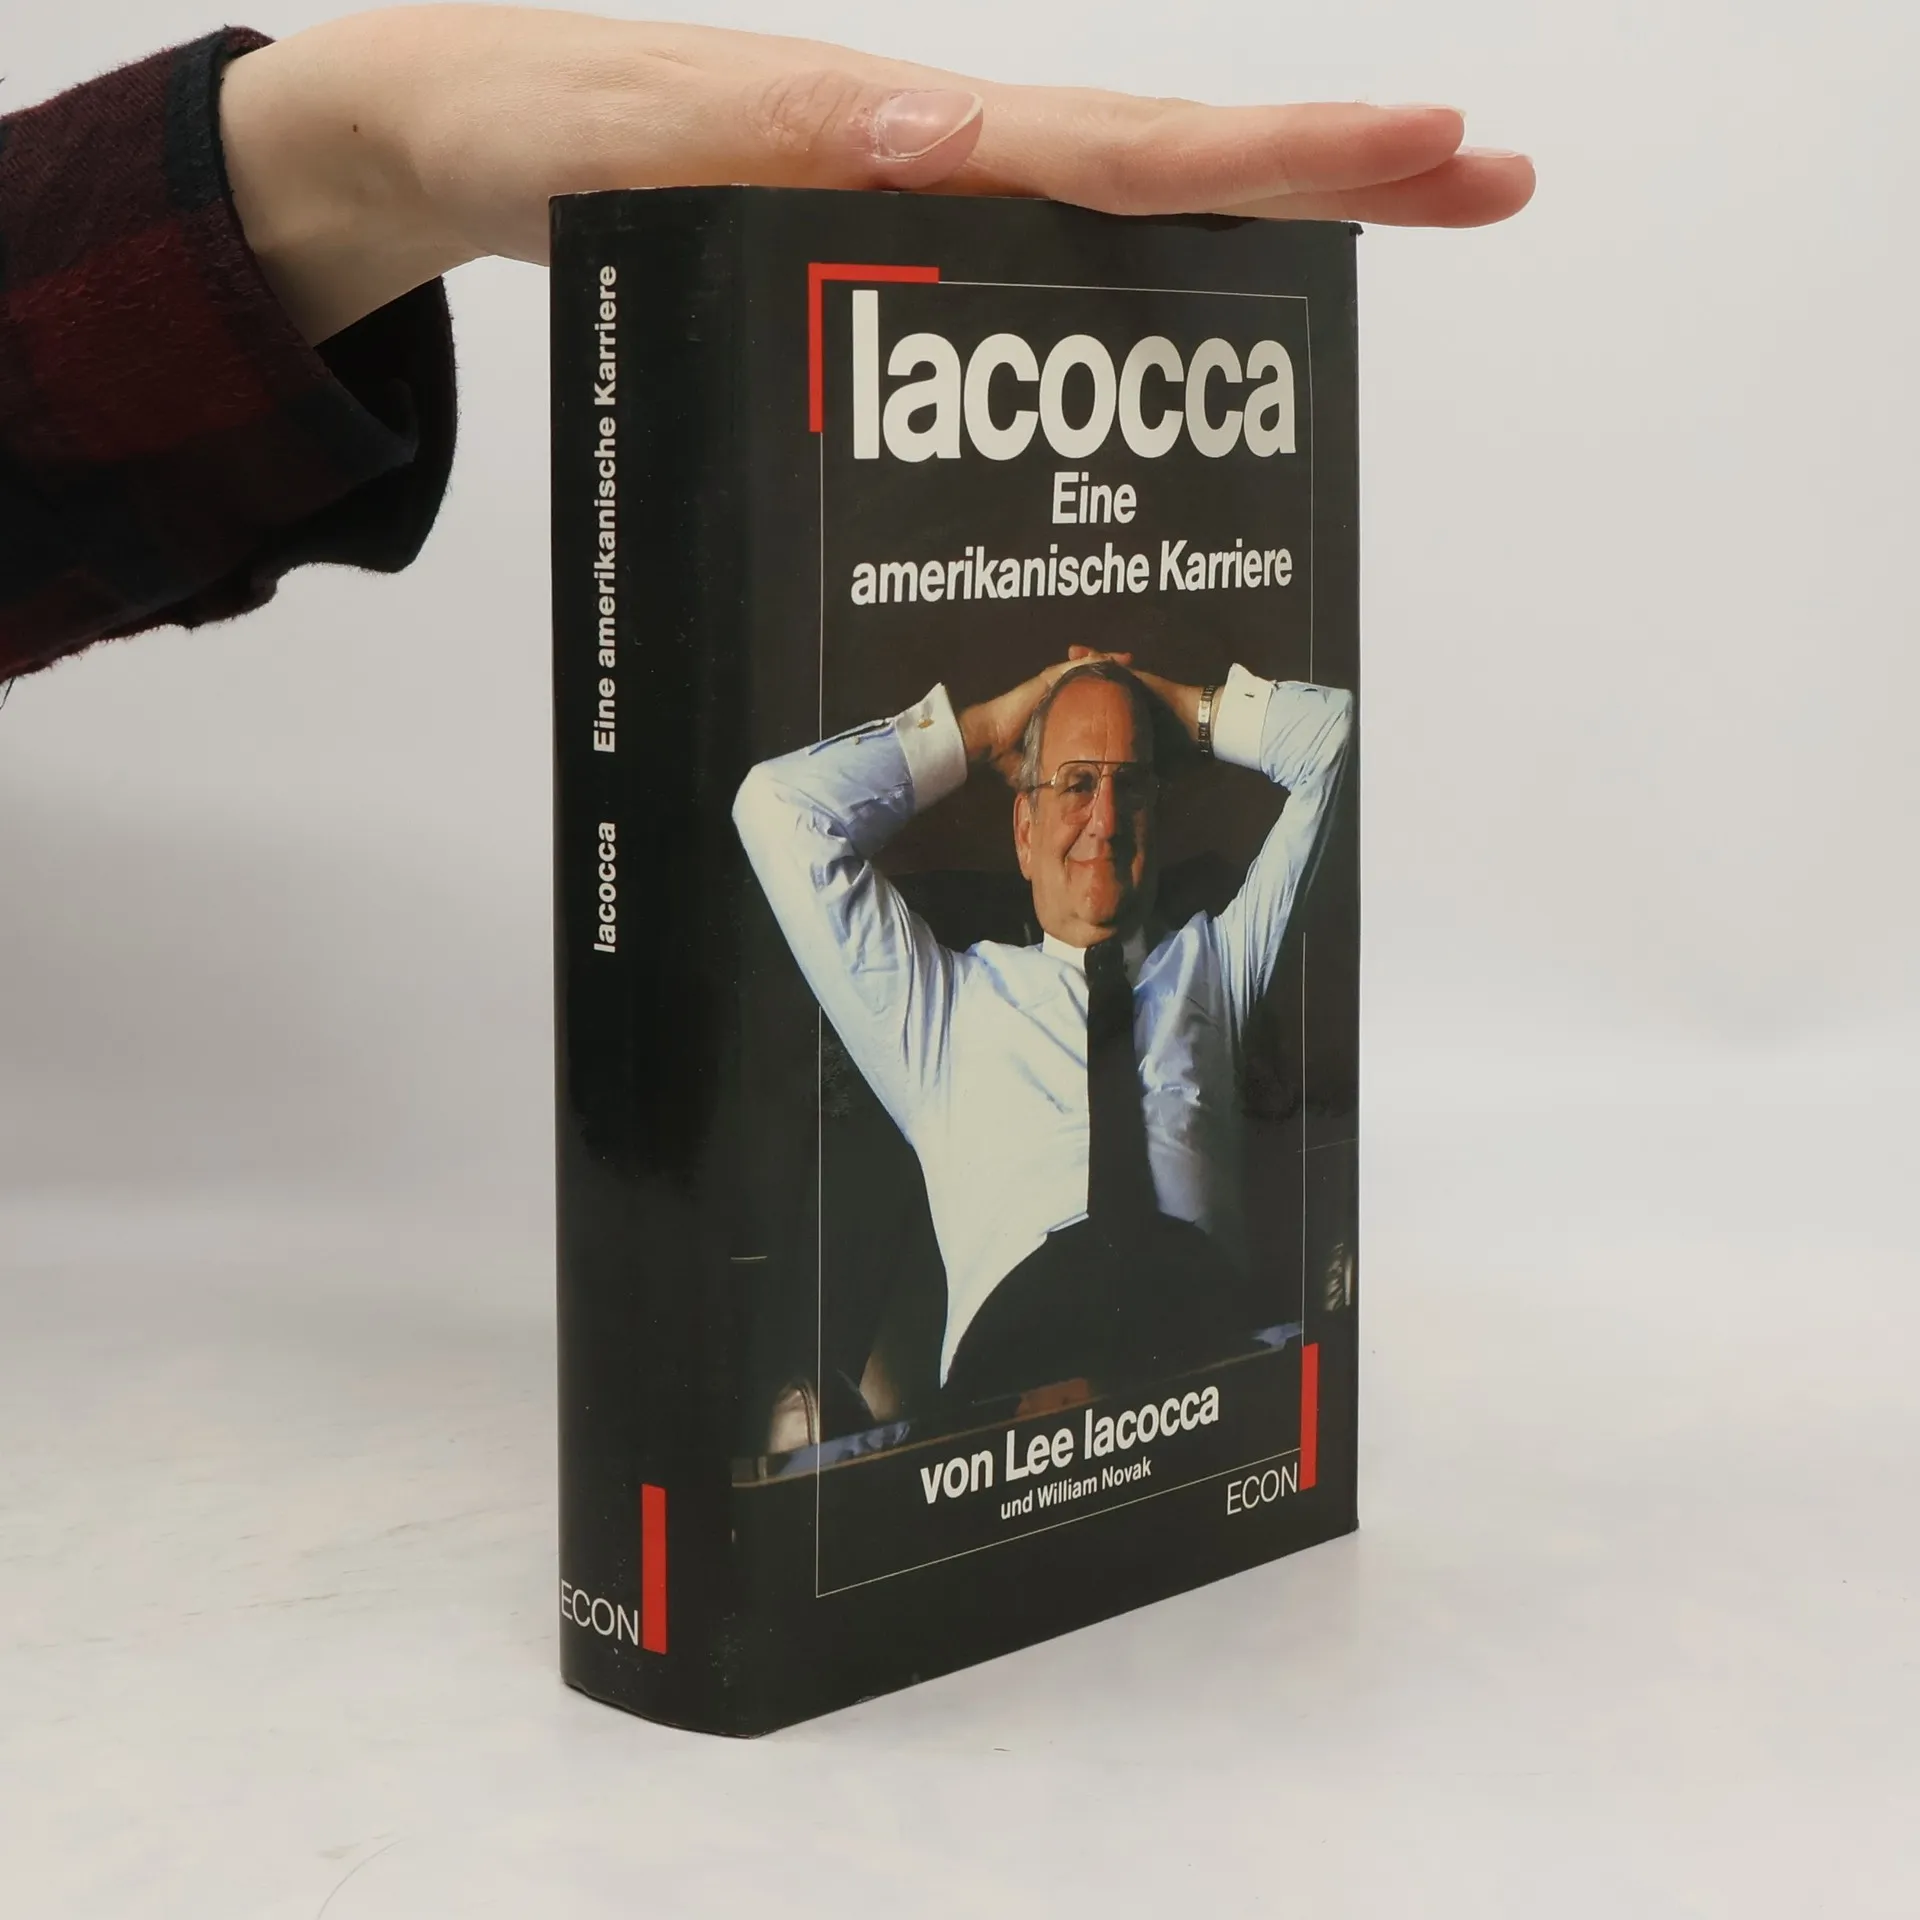 Iacocca Eine amerikanische Karriere
ECON
Iacocca
Eine
amerikanische Karriere
von Lee Iacocca
und William Novak
ECON